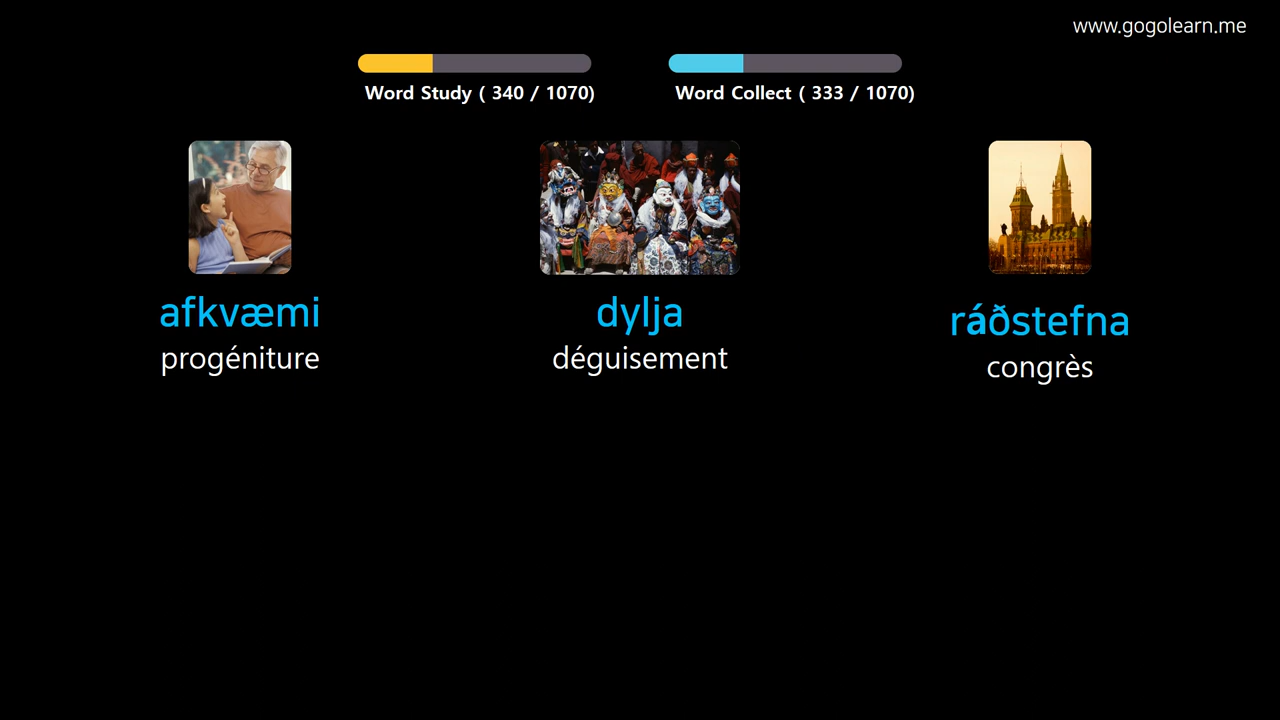 www.gogolearn.me
Word Study ( 340 / 1070)
Word Collect ( 333 / 1070)
afkvæmi
progéniture
dylja
déguisement
ráðstefna
congrès